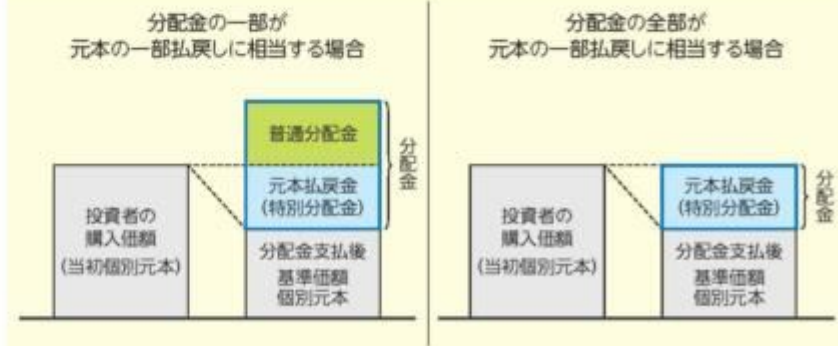 分配金の一部が
元本の一部払戻しに相当する場合
普通分配金
元本払戻金
(特別分配金)
分配金
投資者の
購入価額
(当初個別元本)
分配金支払後
基準価額
個別元本
分配金の全部が
元本の一部払戻しに相当する場合
元本払戻金
(特別分配金)
分配金
投資者の
購入価額
(当初個別元本)
分配金支払後
基準価額
個別元本